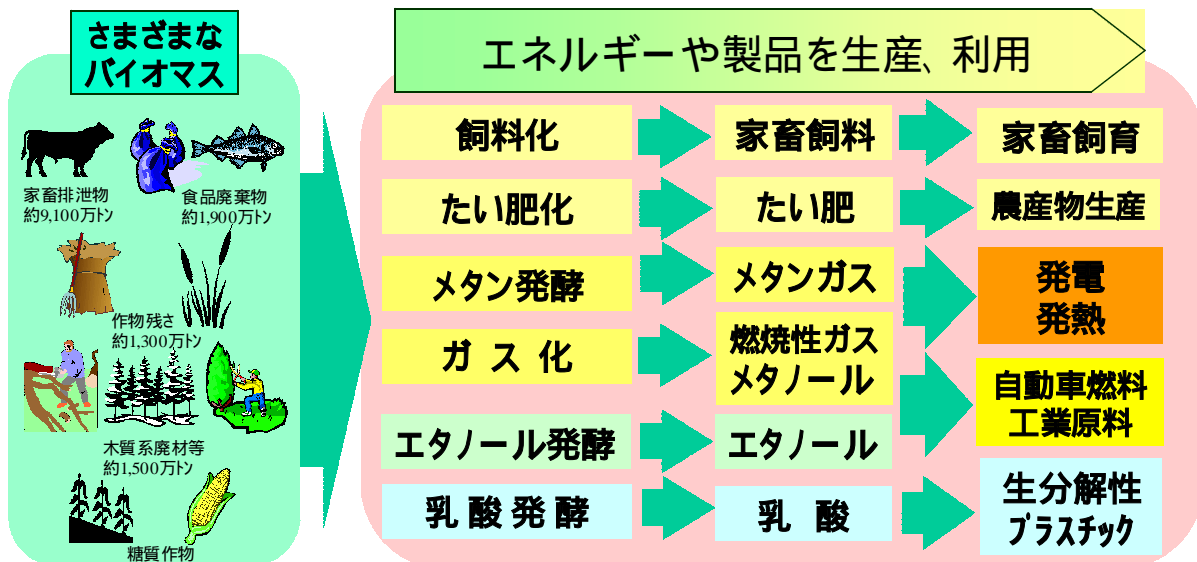 さまざまな
バイオマス
家畜排泄物
約9,100万トン
食品廃棄物
約1,900万トン
作物残さ
約1,300万トン
木質系廃材等
約1,500万トン
糖質作物
エネルギーや製品を生産、利用
飼料化
家畜飼料
家畜飼育
たい肥化
たい肥
農産物生産
メタン発酵
メタンガス
発電
発熱
ガス化
燃焼性ガス
メタノール
自動車燃料
工業原料
エタノール発酵
エタノール
乳酸発酵
乳酸
生分解性
プラスチック